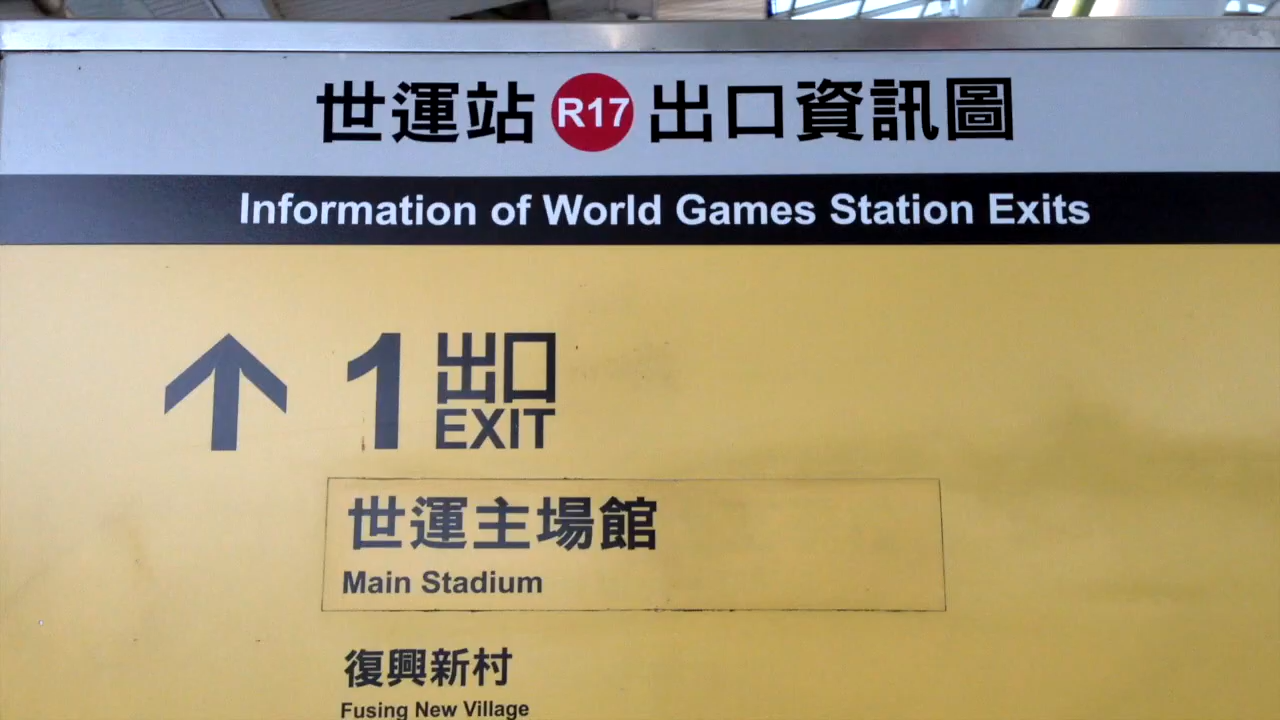 世運站 R17 出口資訊圖
Information of World Games Station Exits
1 出口
EXIT
世運主場館
Main Stadium
復興新村
Fusing New Village